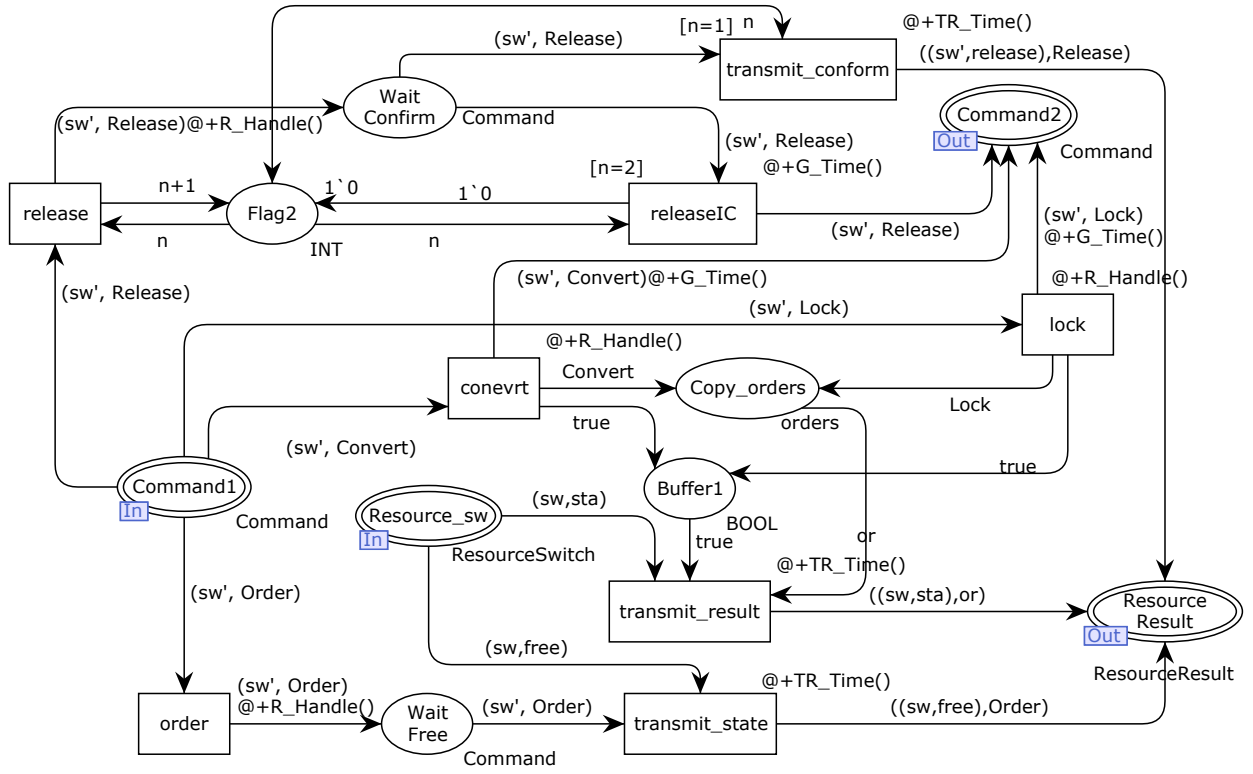 [n=1]
n
@+TR_Time()
(sw', Release)
transmit_conform
((sw',release),Release)
Wait
Confirm
(sw', Release)@+R_Handle()
Command
Command2
Out
Command
(sw', Release)
@+G_Time()
[n=2]
release
n+1
n
Flag2
INT
1`0
1`0
n
releaseIC
(sw', Release)
(sw', Lock)
@+G_Time()
(sw', Convert)@+G_Time()
@+R_Handle()
(sw', Release)
(sw', Lock)
lock
@+R_Handle()
conevrt
Convert
Copy_orders
Lock
true
orders
(sw', Convert)
Command1
In
Command
Buffer1
BOOL
true
true
Resource_sw
In
ResourceSwitch
(sw,sta)
or
@+TR_Time()
transmit_result
((sw,sta),or)
Resource
Result
Out
ResourceResult
(sw', Order)
(sw,free)
@+TR_Time()
order
(sw', Order)
@+R_Handle()
Wait
Free
Command
(sw', Order)
transmit_state
((sw,free),Order)